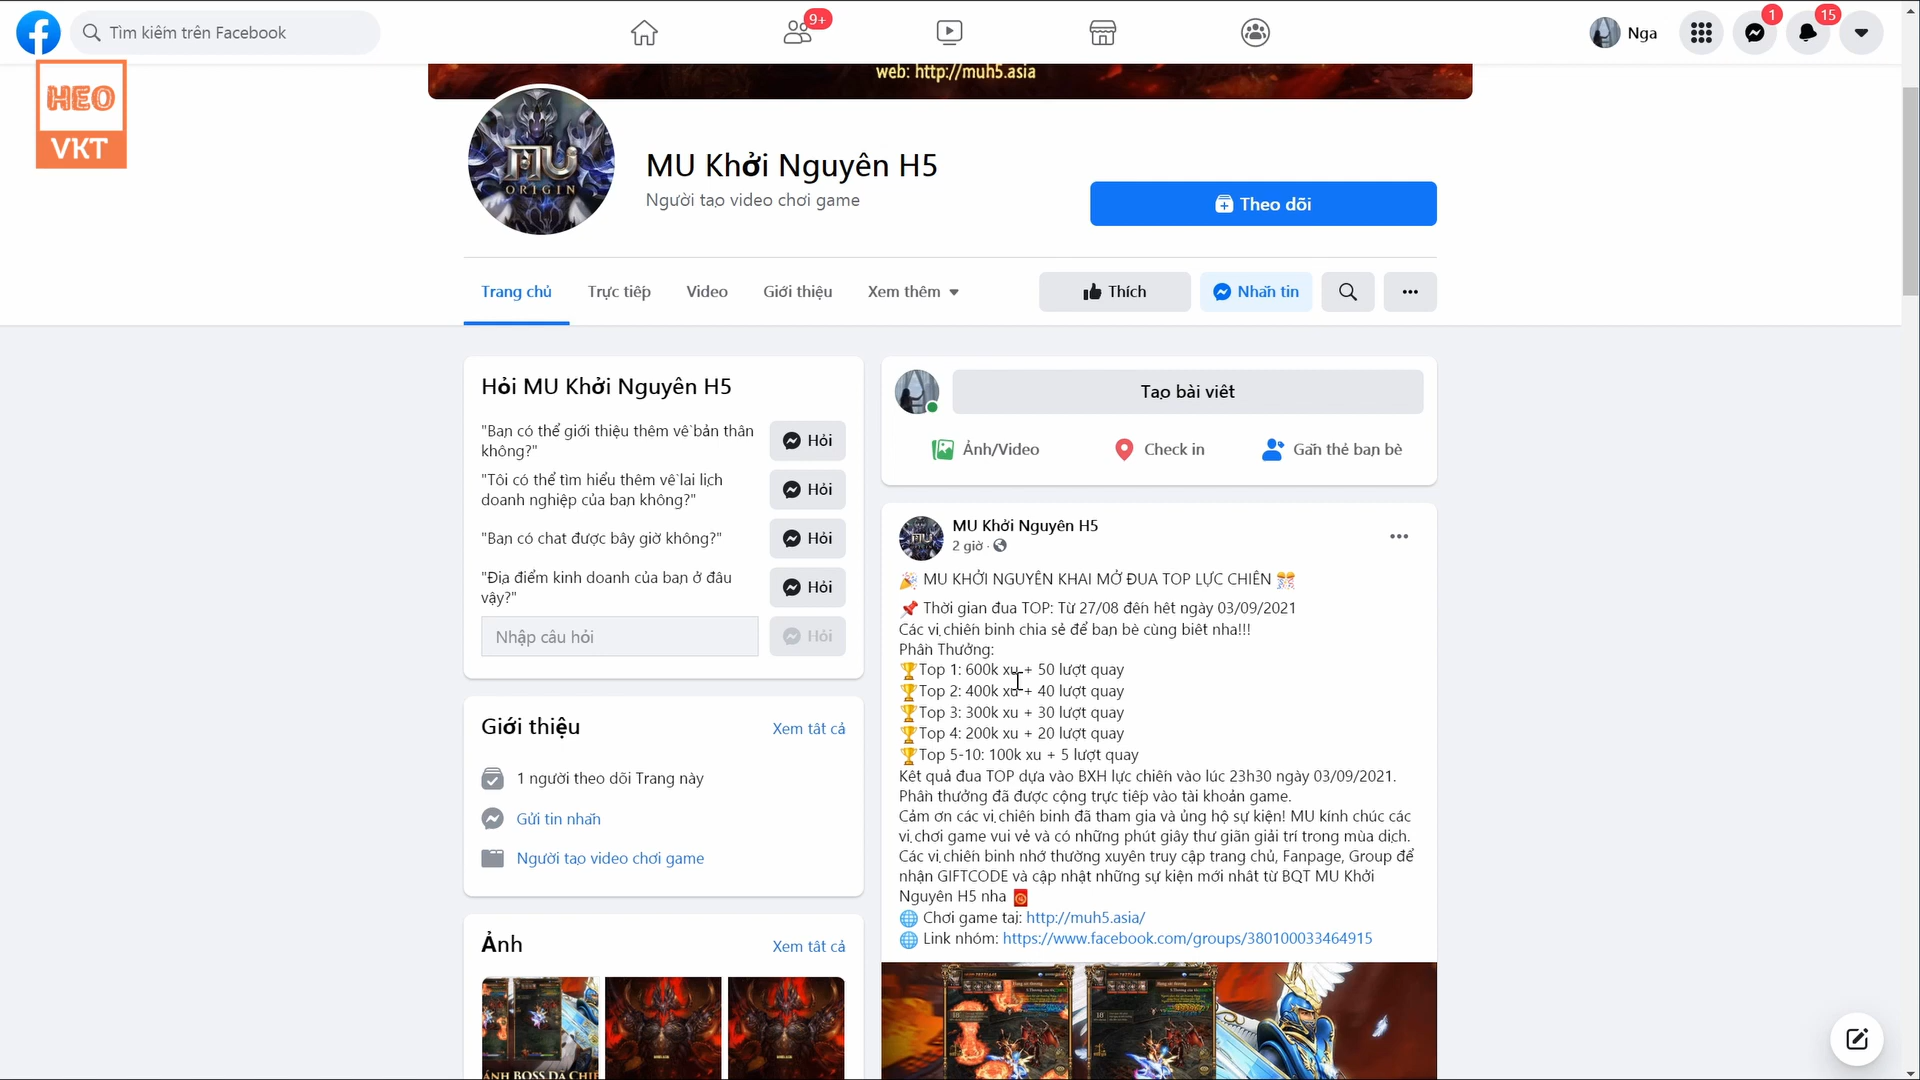 Tìm kiếm trên Facebook
9+
Nga
1
15
web: http://muh5.asia
HEO
VKT
MU
ORIGIN
MU Khởi Nguyên H5
Người tạo video chơi game
Theo dõi
Trang chủ
Trực tiếp
Video
Giới thiệu
Xem thêm
Thích
Nhắn tin
Hỏi MU Khởi Nguyên H5
"Bạn có thể giới thiệu thêm về bản thân
không?"
Hỏi
"Tôi có thể tìm hiểu thêm về lai lịch
doanh nghiệp của bạn không?"
Hỏi
"Bạn có chat được bây giờ không?"
Hỏi
"Địa điểm kinh doanh của bạn ở đâu
vậy?"
Hỏi
Nhập câu hỏi
Hỏi
Giới thiệu
Xem tất cả
1 người theo dõi Trang này
Gửi tin nhắn
Người tạo video chơi game
Ảnh
Xem tất cả
Tạo bài viết
Ảnh/Video
Check in
Gắn thẻ bạn bè
MU Khởi Nguyên H5
2 giờ ·
🎉 MU KHỞI NGUYÊN KHAI MỞ ĐUA TOP LỰC CHIẾN 🎊
📌 Thời gian đua TOP: Từ 27/08 đến hết ngày 03/09/2021
Các vị chiến binh chia sẻ để bạn bè cùng biết nha!!!
Phần Thưởng:
🏆Top 1: 600k xu + 50 lượt quay
🏆Top 2: 400k xu + 40 lượt quay
🏆Top 3: 300k xu + 30 lượt quay
🏆Top 4: 200k xu + 20 lượt quay
🏆Top 5-10: 100k xu + 5 lượt quay
Kết quả đua TOP dựa vào BXH lực chiến vào lúc 23h30 ngày 03/09/2021.
Phần thưởng đã được cộng trực tiếp vào tài khoản game.
Cảm ơn các vị chiến binh đã tham gia và ủng hộ sự kiện! MU kính chúc các
vị chơi game vui vẻ và có những phút giây thư giãn giải trí trong mùa dịch.
Các vị chiến binh nhớ thường xuyên truy cập trang chủ, Fanpage, Group để
nhận GIFTCODE và cập nhật những sự kiện mới nhất từ BQT MU Khởi
Nguyên H5 nha 🧧
🌐 Chơi game tại: http://muh5.asia/
🌐 Link nhóm: https://www.facebook.com/groups/380100033464915